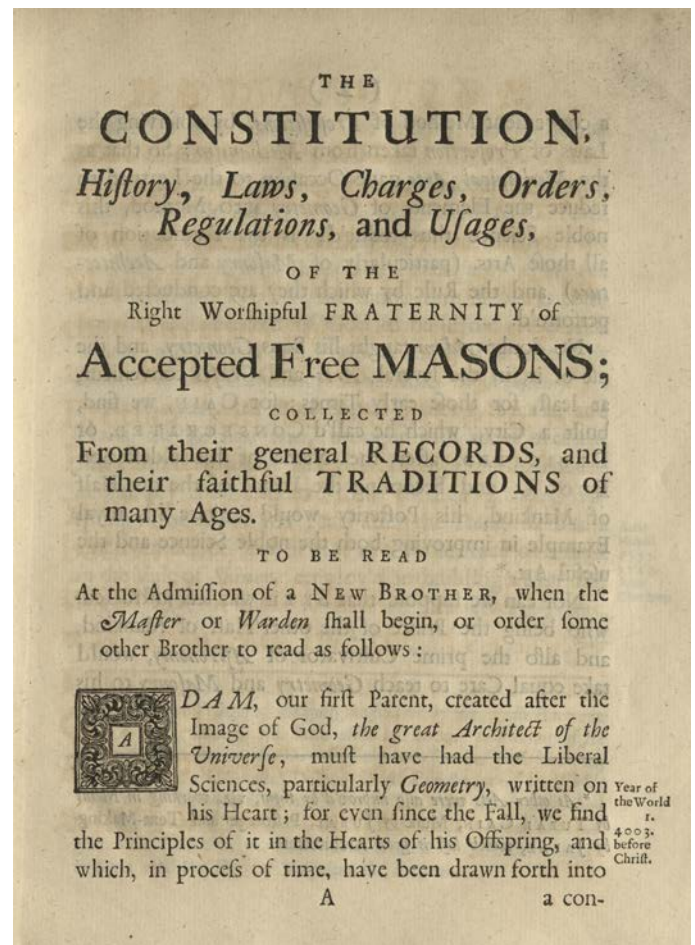 THE
CONSTITUTION,
Hiſtory, Laws, Charges, Orders,
Regulations, and Uſages,
OF THE
Right Worſhipful FRATERNITY of
Accepted Free MASONS;
COLLECTED
From their general RECORDS, and
their faithful TRADITIONS of
many Ages.
TO BE READ
At the Admiſſion of a NEW BROTHER, when the
Maſter or Warden ſhall begin, or order ſome
other Brother to read as follows:
ADAM, our firſt Parent, created after the
Image of God, the great Architect of the
Univerſe, muſt have had the Liberal
Sciences, particularly Geometry, written on
his Heart; for even ſince the Fall, we find
the Principles of it in the Hearts of his Offspring, and
which, in proceſs of time, have been drawn forth into
Year of
the World
1.
4003.
before
Chriſt.
A
a con-